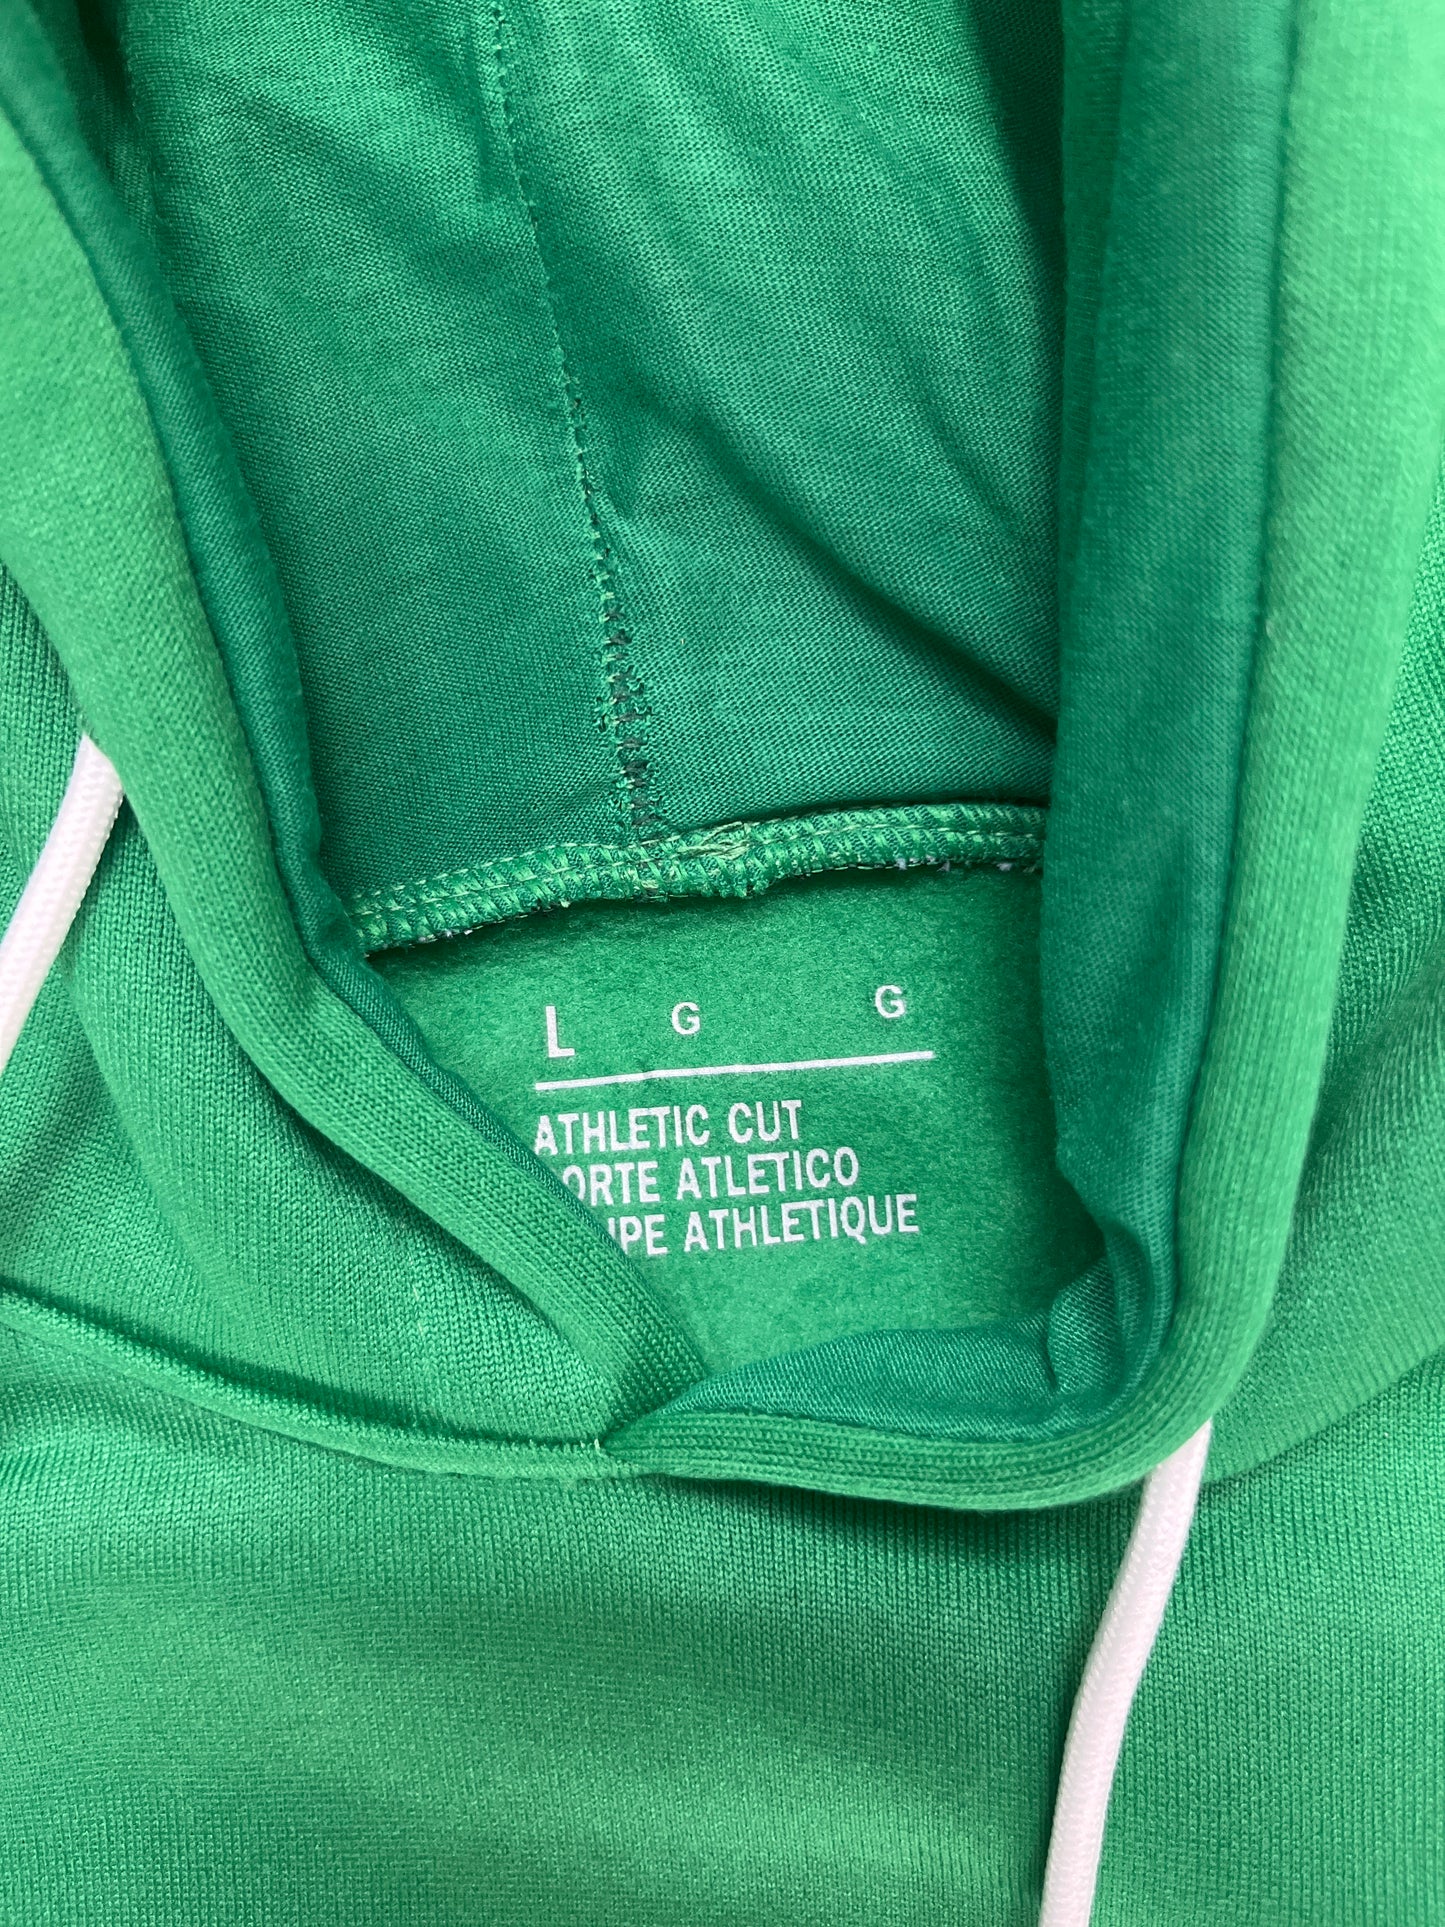 L G G
ATHLETIC CUT
ORTE ATLETICO
UPE ATHLETIQUE